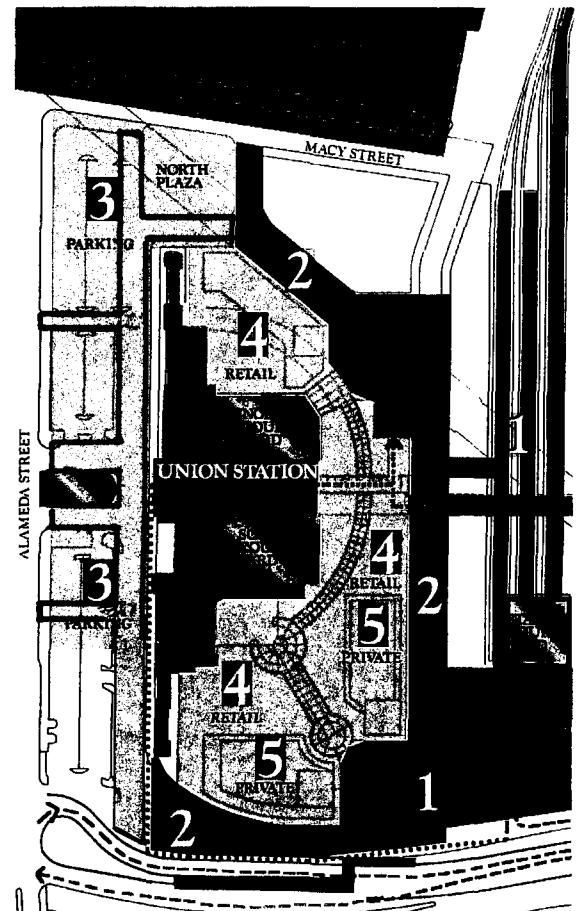 MACY STREET
NORTH
PLAZA
3
PARKING
2
4
RETAIL
1
UNION STATION
ALAMEDA STREET
4
RETAIL
3
PARKING
2
5
PRIVATE
4
RETAIL
5
PRIVATE
1
2